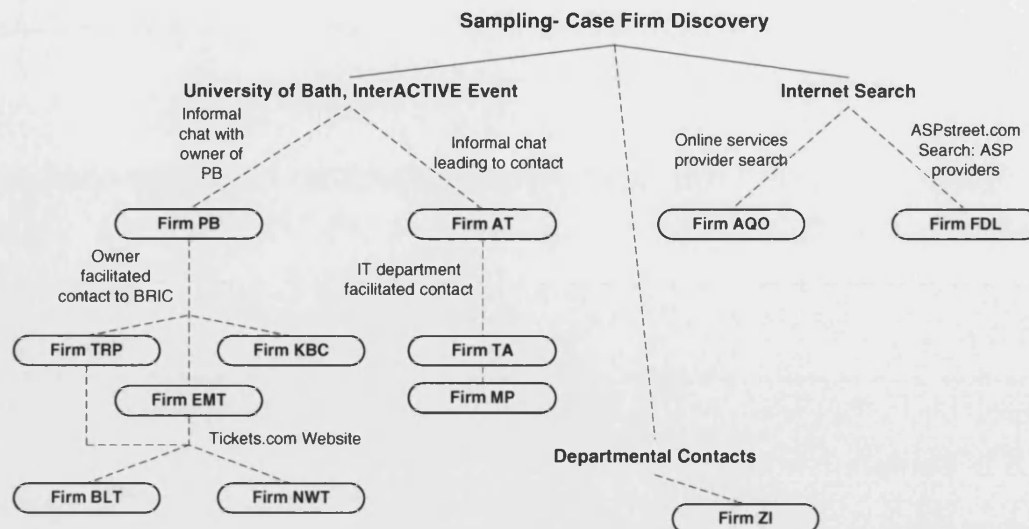 Sampling- Case Firm Discovery
University of Bath, InterACTIVE Event
Internet Search
Informal
chat with
owner of
PB
Informal chat
leading to contact
Online services
provider search
ASPstreet.com
Search: ASP
providers
Firm PB
Firm AT
Firm AQO
Firm FDL
Owner
facilitated
contact to BRIC
IT department
facilitated contact
Firm TRP
Firm KBC
Firm TA
Firm EMT
Firm MP
Tickets.com Website
Departmental Contacts
Firm BLT
Firm NWT
Firm ZI